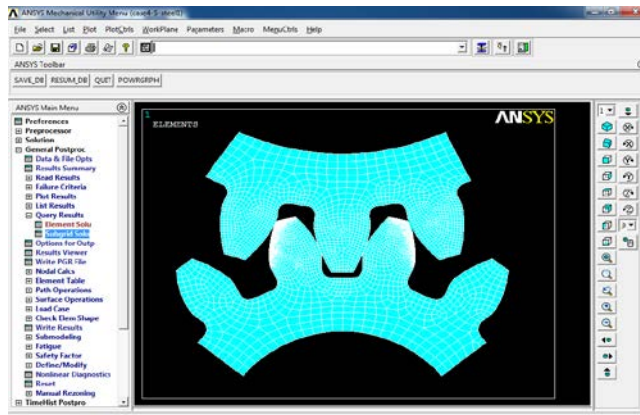 ANSYS Mechanical Utility Menu (case4-5-steel1)
File Select List Plot PlotCtrls WorkPlane Parameters Macro MenuCtrls Help
ANSYS Toolbar
SAVE_DB RESUM_DB QUIT POWRGRPH
ANSYS Main Menu
Preferences
Preprocessor
Solution
General Postproc
Data & File Opts
Results Summary
Read Results
Failure Criteria
Plot Results
List Results
Query Results
Element Solu
Subgrid Solu
Options for Outp
Results Viewer
Write PGR File
Nodal Calcs
Element Table
Path Operations
Surface Operations
Load Case
Check Elem Shape
Write Results
Submodeling
Fatigue
Safety Factor
Define/Modify
Nonlinear Diagnostics
Reset
Manual Rezoning
TimeHist Postpro
1
ELEMENTS
ANSYS
1
3